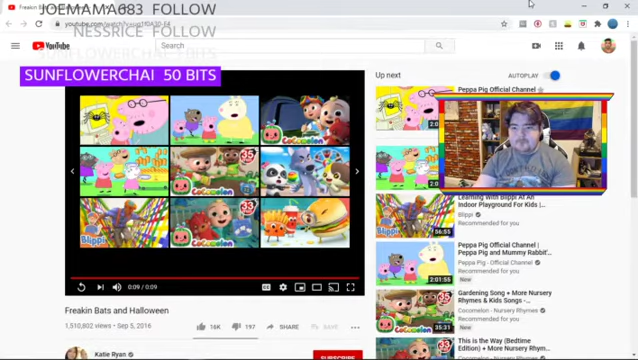 JOEMAMA683 FOLLOW
Freakin Bat
NESSRICE FOLLOW
SUNFLOWERCHAI 50 BITS
YouTube
Search
Up next
AUTOPLAY
Peppa Pig Official Channel
Cocomelon
35
Cocomelon
Blippi
33
Cocomelon
0:09 / 0:09
Learning With Blippi At An
Indoor Playground For Kids |...
Blippi
Recommended for you
56:55
Peppa Pig Official Channel |
Peppa Pig and Mummy Rabbit'...
Peppa Pig - Official Channel
Recommended for you
New
2:01:56
Gardening Song + More Nursery
Rhymes & Kids Songs -...
Cocomelon - Nursery Rhymes
Recommended for you
New
35:31
This is the Way (Bedtime
Edition) + More Nursery
Freakin Bats and Halloween
1,510,802 views • Sep 5, 2016
16K
197
SHARE
SAVE
Katie Ryan
SUBSCRIBE